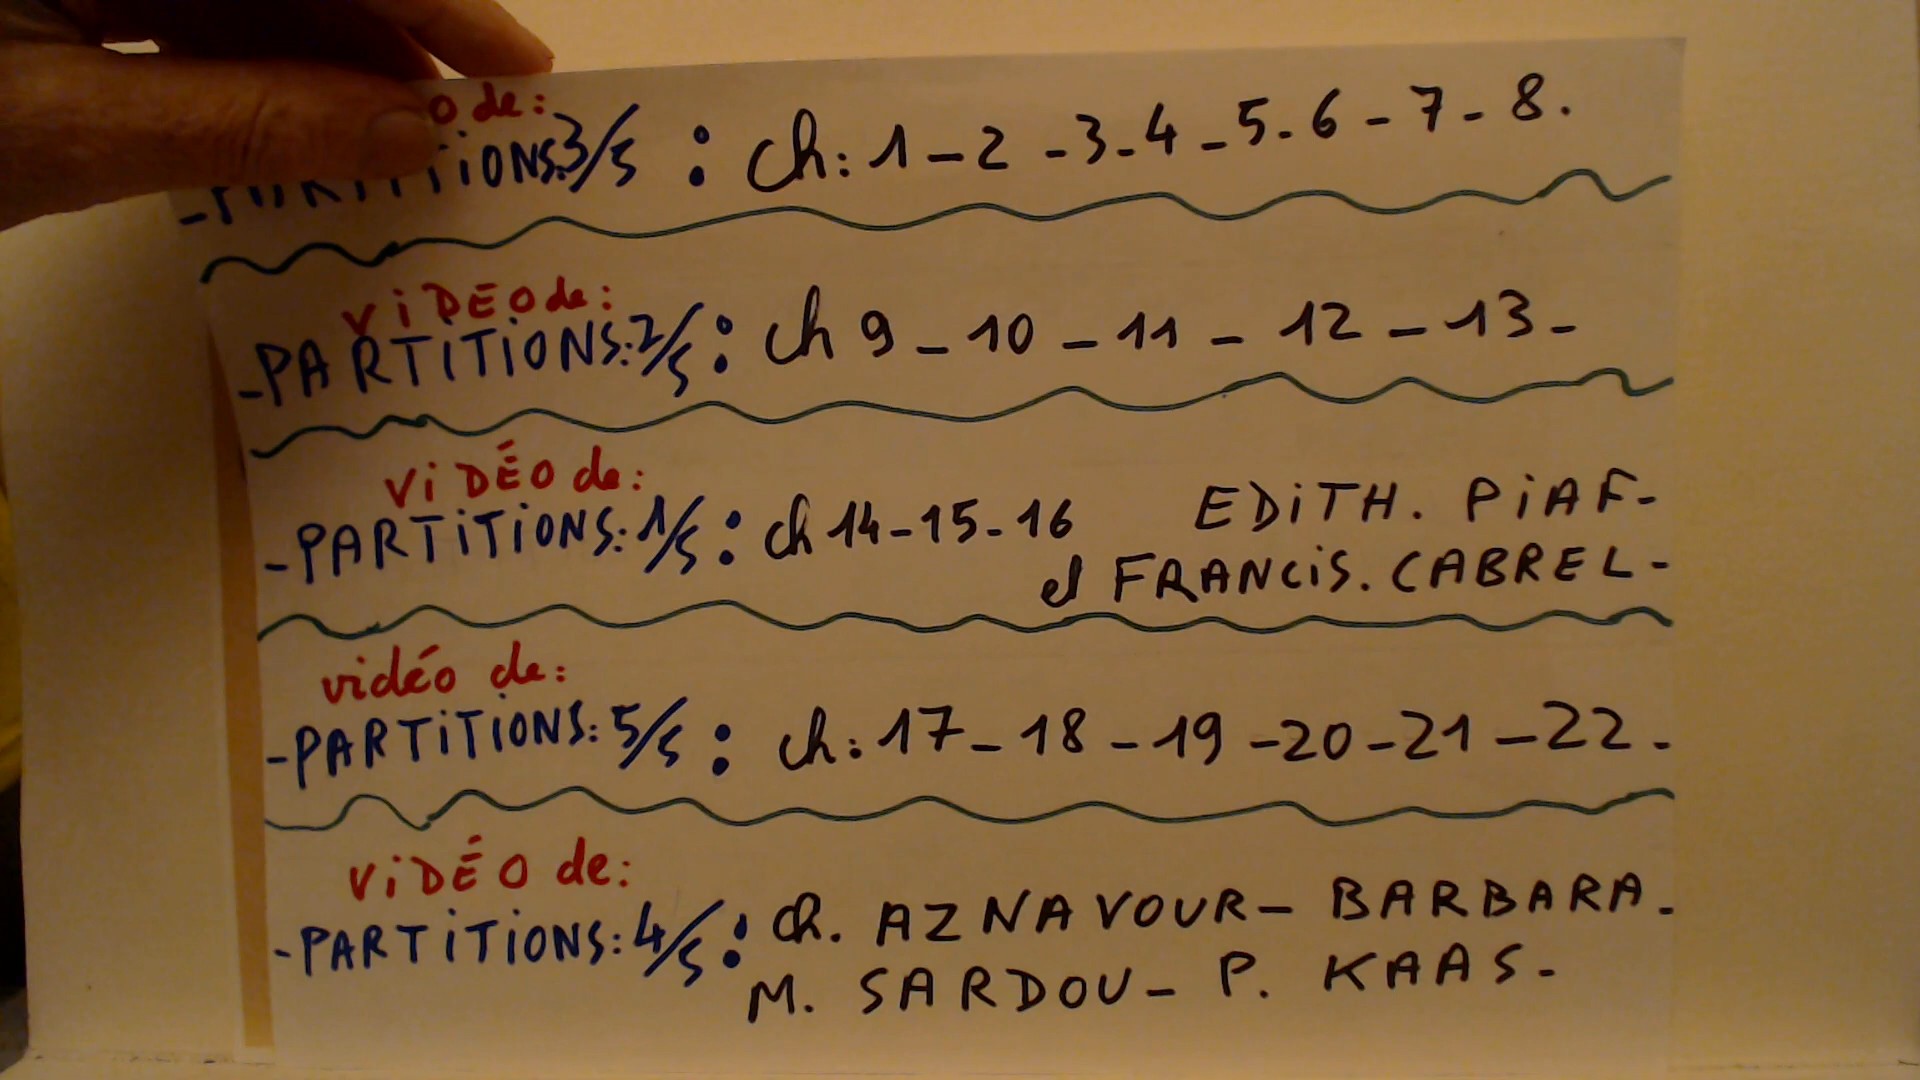 o de:
-PARTiTiONS:3/5 : ch: 1 - 2 - 3 - 4 - 5 - 6 - 7 - 8.
ViDEO de:
-PARTiTiONS:2/5 : ch 9 - 10 - 11 - 12 - 13 -
ViDÉO de:
-PARTiTiONS:1/5 : ch 14 - 15 - 16 EDiTH. PiAF-
et FRANCiS. CABREL-
vidéo de:
-PARTiTiONS: 5/5 : ch: 17 - 18 - 19 - 20 - 21 - 22 -
ViDÉO de:
-PARTiTiONS: 4/5 : ch. AZNAVOUR - BARBARA -
M. SARDOU - P. KAAS -